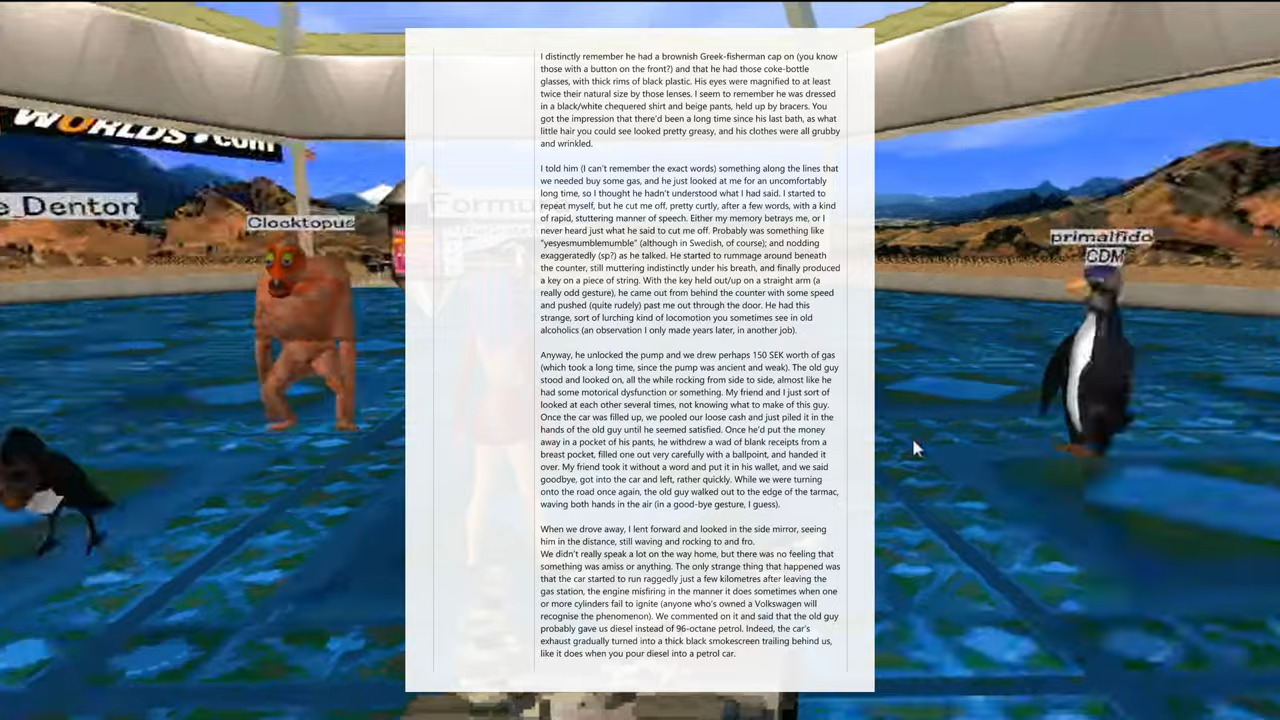 WORLDS.com
e_Denton
Clocktopus
Formu
primalfido
CDM
I distinctly remember he had a brownish Greek-fisherman cap on (you know
those with a button on the front?) and that he had those coke-bottle
glasses, with thick rims of black plastic. His eyes were magnified to at least
twice their natural size by those lenses. I seem to remember he was dressed
in a black/white chequered shirt and beige pants, held up by bracers. You
got the impression that there'd been a long time since his last bath, as what
little hair you could see looked pretty greasy, and his clothes were all grubby
and wrinkled.
I told him (I can't remember the exact words) something along the lines that
we needed buy some gas, and he just looked at me for an uncomfortably
long time, so I thought he hadn't understood what I had said. I started to
repeat myself, but he cut me off, pretty curtly, after a few words, with a kind
of rapid, stuttering manner of speech. Either my memory betrays me, or I
never heard just what he said to cut me off. Probably was something like
"yesyesmumblemumble" (although in Swedish, of course); and nodding
exaggeratedly (sp?) as he talked. He started to rummage around beneath
the counter, still muttering indistinctly under his breath, and finally produced
a key on a piece of string. With the key held out/up on a straight arm (a
really odd gesture), he came out from behind the counter with some speed
and pushed (quite rudely) past me out through the door. He had this
strange, sort of lurching kind of locomotion you sometimes see in old
alcoholics (an observation I only made years later, in another job).
Anyway, he unlocked the pump and we drew perhaps 150 SEK worth of gas
(which took a long time, since the pump was ancient and weak). The old guy
stood and looked on, all the while rocking from side to side, almost like he
had some motorical dysfunction or something. My friend and I just sort of
looked at each other several times, not knowing what to make of this guy.
Once the car was filled up, we pooled our loose cash and just piled it in the
hands of the old guy until he seemed satisfied. Once he'd put the money
away in a pocket of his pants, he withdrew a wad of blank receipts from a
breast pocket, filled one out very carefully with a ballpoint, and handed it
over. My friend took it without a word and put it in his wallet, and we said
goodbye, got into the car and left, rather quickly. While we were turning
onto the road once again, the old guy walked out to the edge of the tarmac,
waving both hands in the air (in a good-bye gesture, I guess).
When we drove away, I lent forward and looked in the side mirror, seeing
him in the distance, still waving and rocking to and fro.
We didn't really speak a lot on the way home, but there was no feeling that
something was amiss or anything. The only strange thing that happened was
that the car started to run raggedly just a few kilometres after leaving the
gas station, the engine misfiring in the manner it does sometimes when one
or more cylinders fail to ignite (anyone who's owned a Volkswagen will
recognise the phenomenon). We commented on it and said that the old guy
probably gave us diesel instead of 96-octane petrol. Indeed, the car's
exhaust gradually turned into a thick black smokescreen trailing behind us,
like it does when you pour diesel into a petrol car.